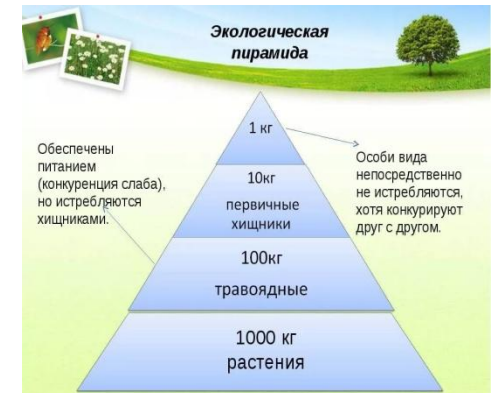 Экологическая
пирамида
1 кг
Обеспечены
питанием
(конкуренция слаба),
но истребляются
хищниками.
Особи вида
непосредственно
не истребляются,
хотя конкурируют
друг с другом.
10кг
первичные
хищники
100кг
травоядные
1000 кг
растения